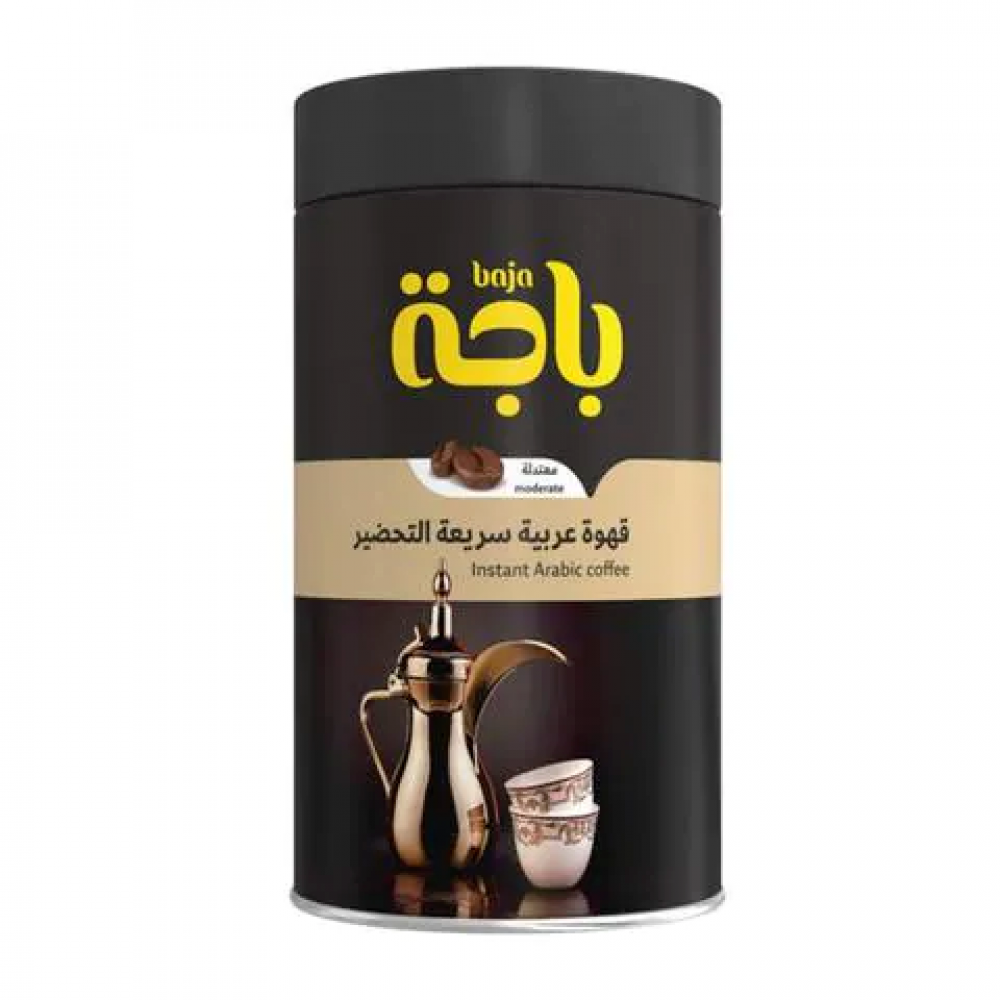 baja
باجة
معتدلة
moderate
قهوة عربية سريعة التحضير
Instant Arabic coffee